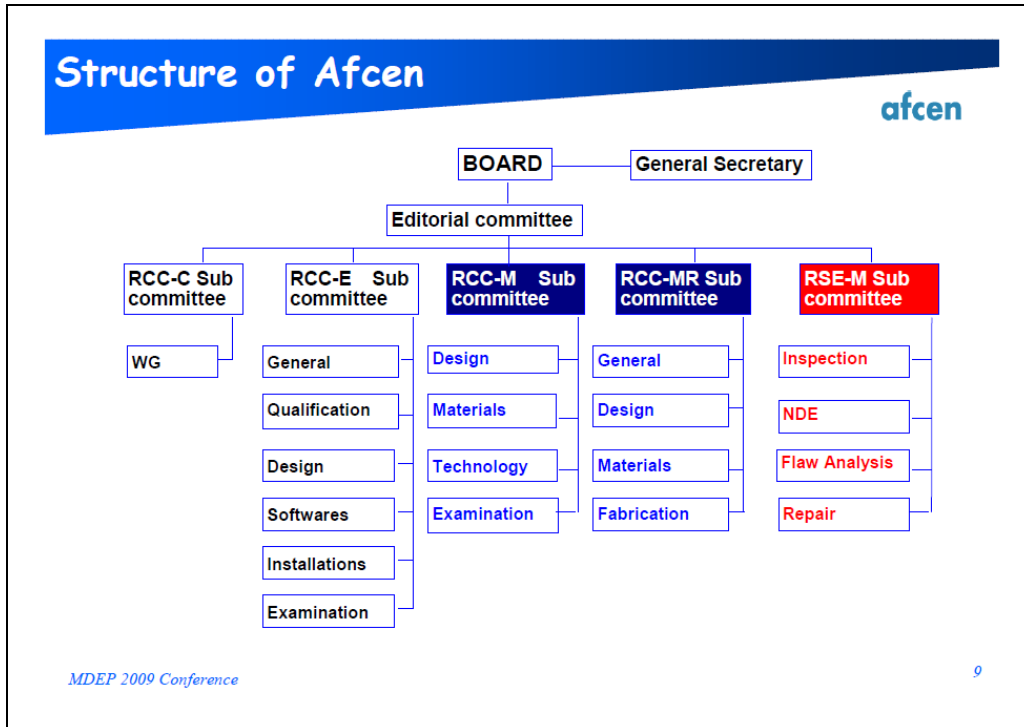 Structure of Afcen
afcen
BOARD
General Secretary
Editorial committee
RCC-C Sub
committee
RCC-E Sub
committee
RCC-M Sub
committee
RCC-MR Sub
committee
RSE-M Sub
committee
WG
General
Qualification
Design
Softwares
Installations
Examination
Design
Materials
Technology
Examination
General
Design
Materials
Fabrication
Inspection
NDE
Flaw Analysis
Repair
MDEP 2009 Conference
9